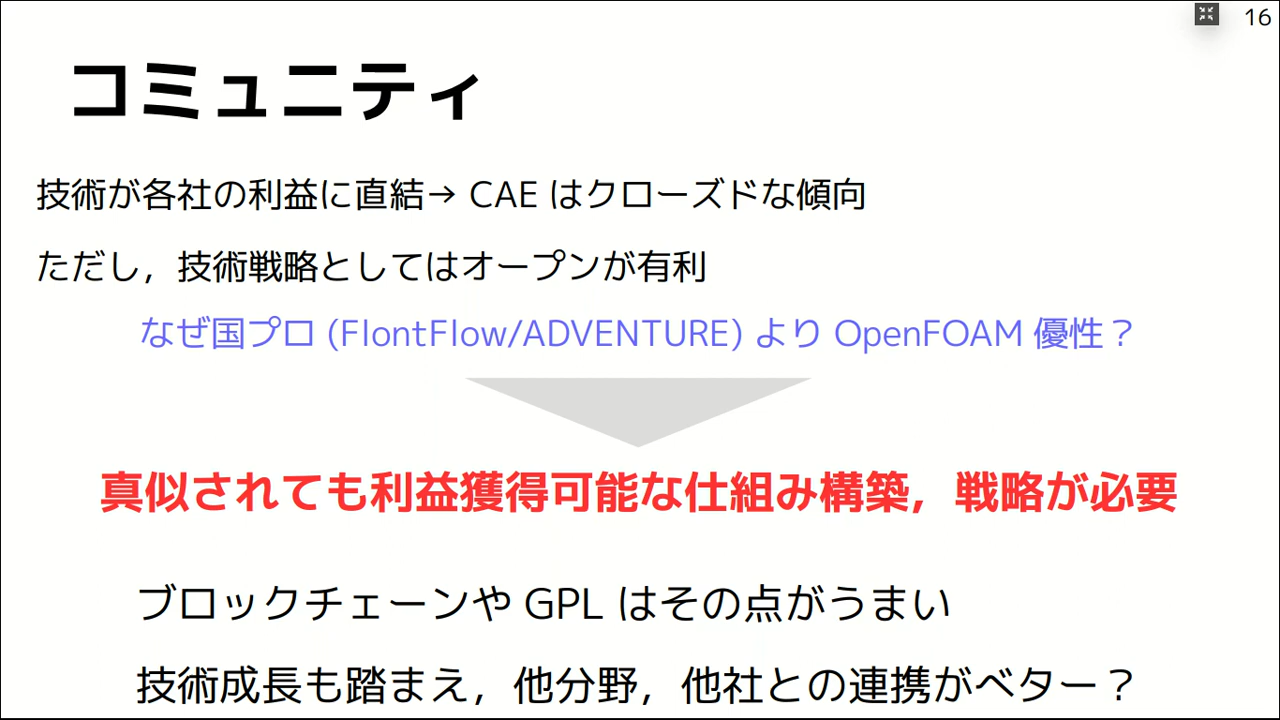 16
コミュニティ
技術が各社の利益に直結→ CAE はクローズドな傾向
ただし，技術戦略としてはオープンが有利
なぜ国プロ (FlontFlow/ADVENTURE) より OpenFOAM 優性？
真似されても利益獲得可能な仕組み構築，戦略が必要
ブロックチェーンや GPL はその点がうまい
技術成長も踏まえ，他分野，他社との連携がベター？